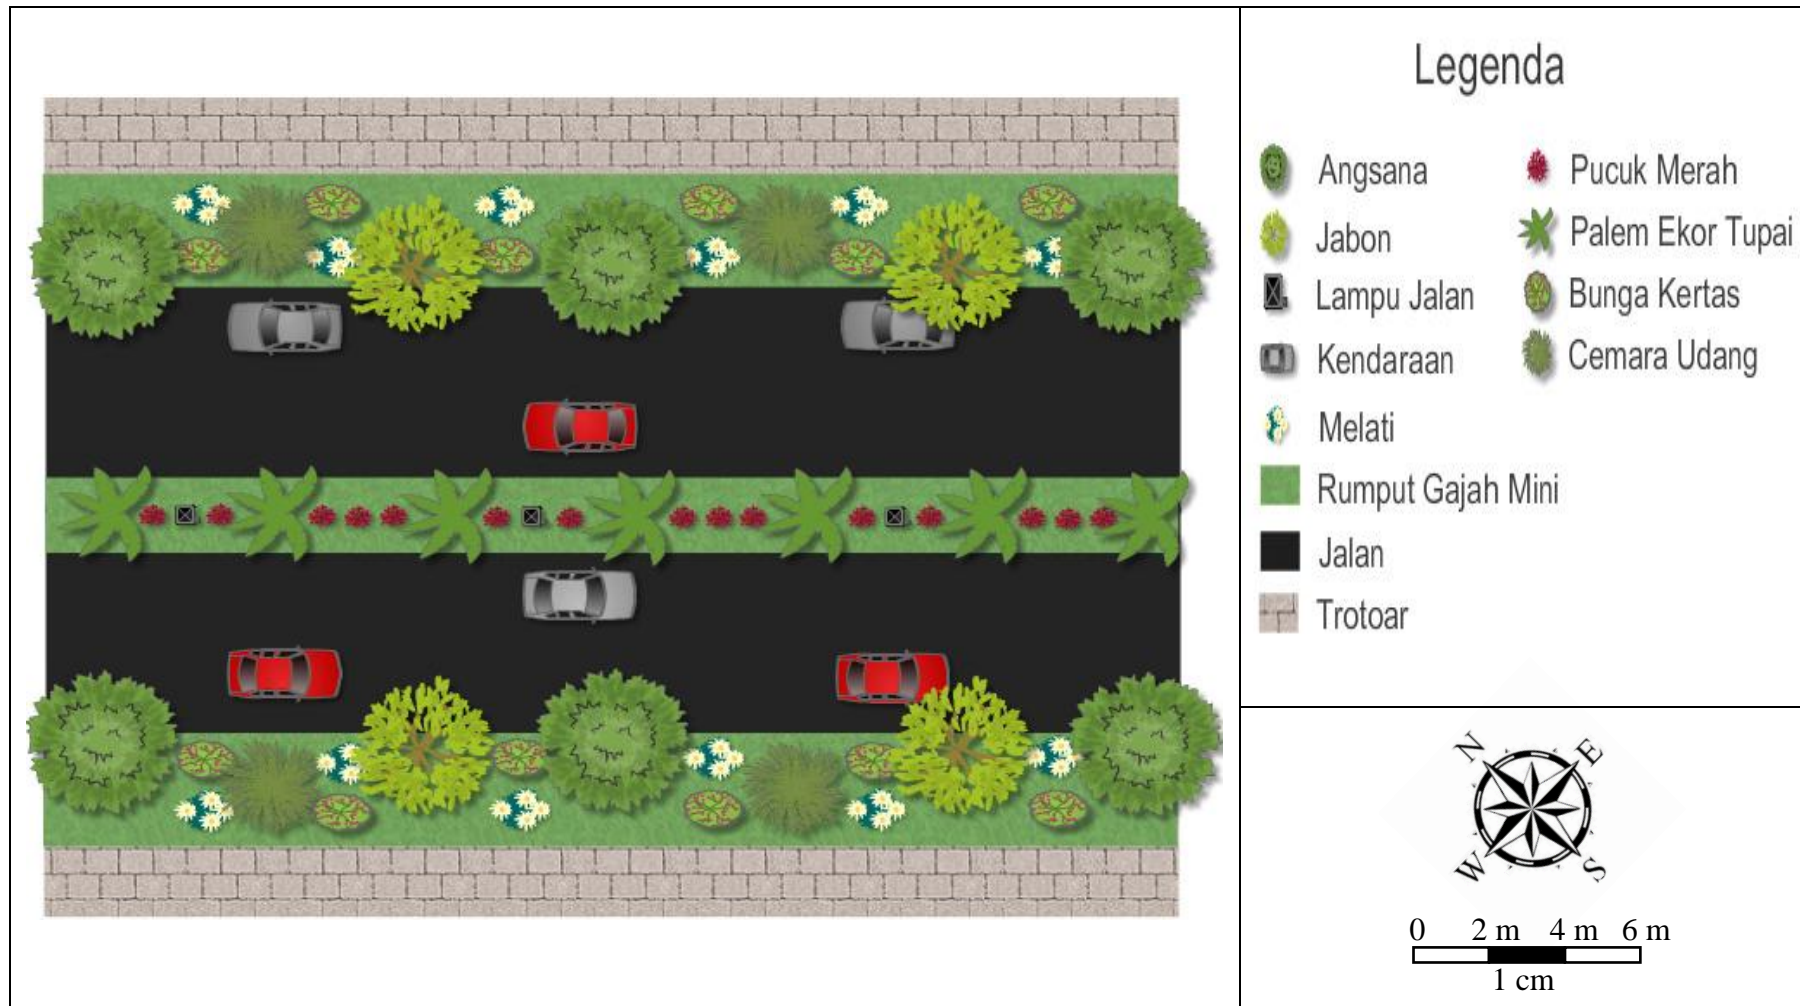 Legenda
Angsana
Jabon
Lampu Jalan
Kendaraan
Melati
Rumput Gajah Mini
Jalan
Trotoar
Pucuk Merah
Palem Ekor Tupai
Bunga Kertas
Cemara Udang
N E
W S
0 2 m 4 m 6 m
1 cm